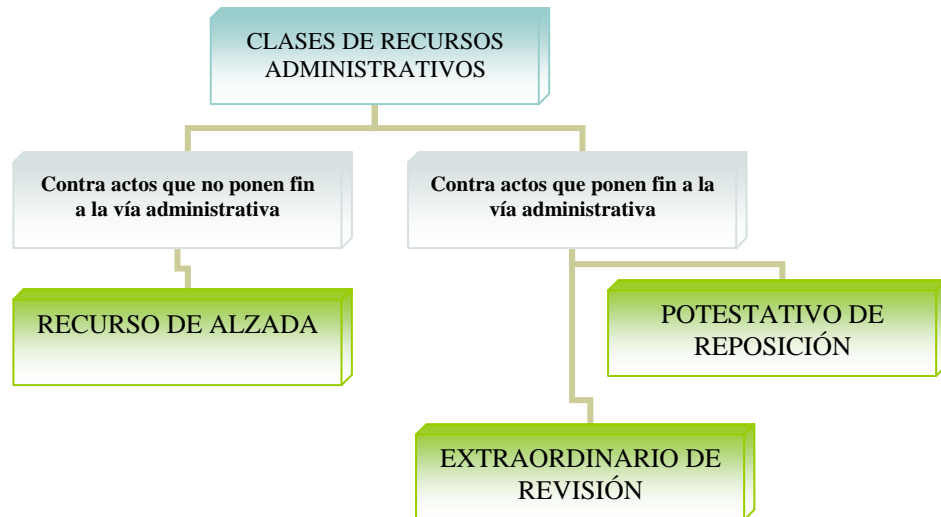 CLASES DE RECURSOS
ADMINISTRATIVOS
Contra actos que no ponen fin
a la vía administrativa
Contra actos que ponen fin a la
vía administrativa
RECURSO DE ALZADA
POTESTATIVO DE
REPOSICIÓN
EXTRAORDINARIO DE
REVISIÓN